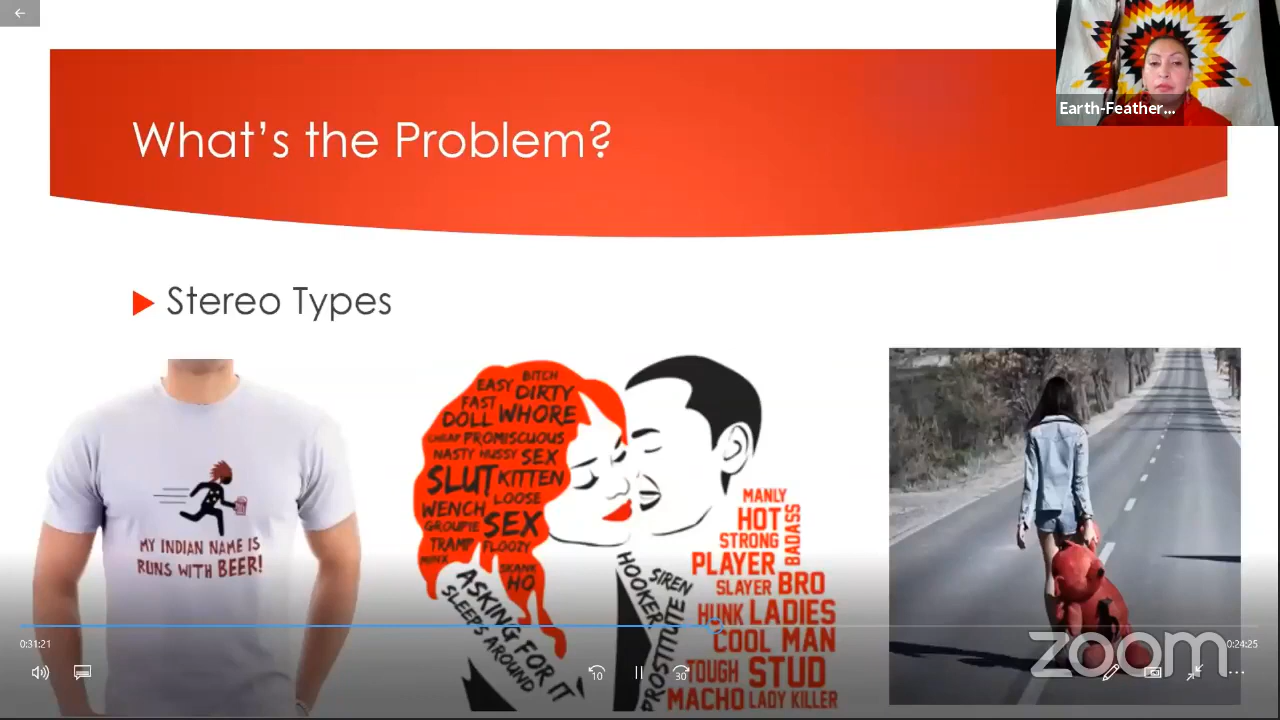 What's the Problem?
Earth-Feather...
Stereo Types
MY INDIAN NAME IS
RUNS WITH BEER!
BITCH
EASY DIRTY
FAST
DOLL WHORE
CHEAP PROMISCUOUS
NASTY HUSSY SEX
SLUT KITTEN
LOOSE
WENCH
GROUPIE SEX
TRAMP FLOOZY
MINX SKANK
HO
ASKING FOR IT
SLEEPS AROUND
HOOKER
SIREN
PROSTITUTE
MANLY
HOT
BADASS
STRONG
PLAYER
SLAYER BRO
HUNK LADIES
COOL MAN
TOUGH STUD
MACHO LADY KILLER
zoom
0:31:21
0:24:25
10
30